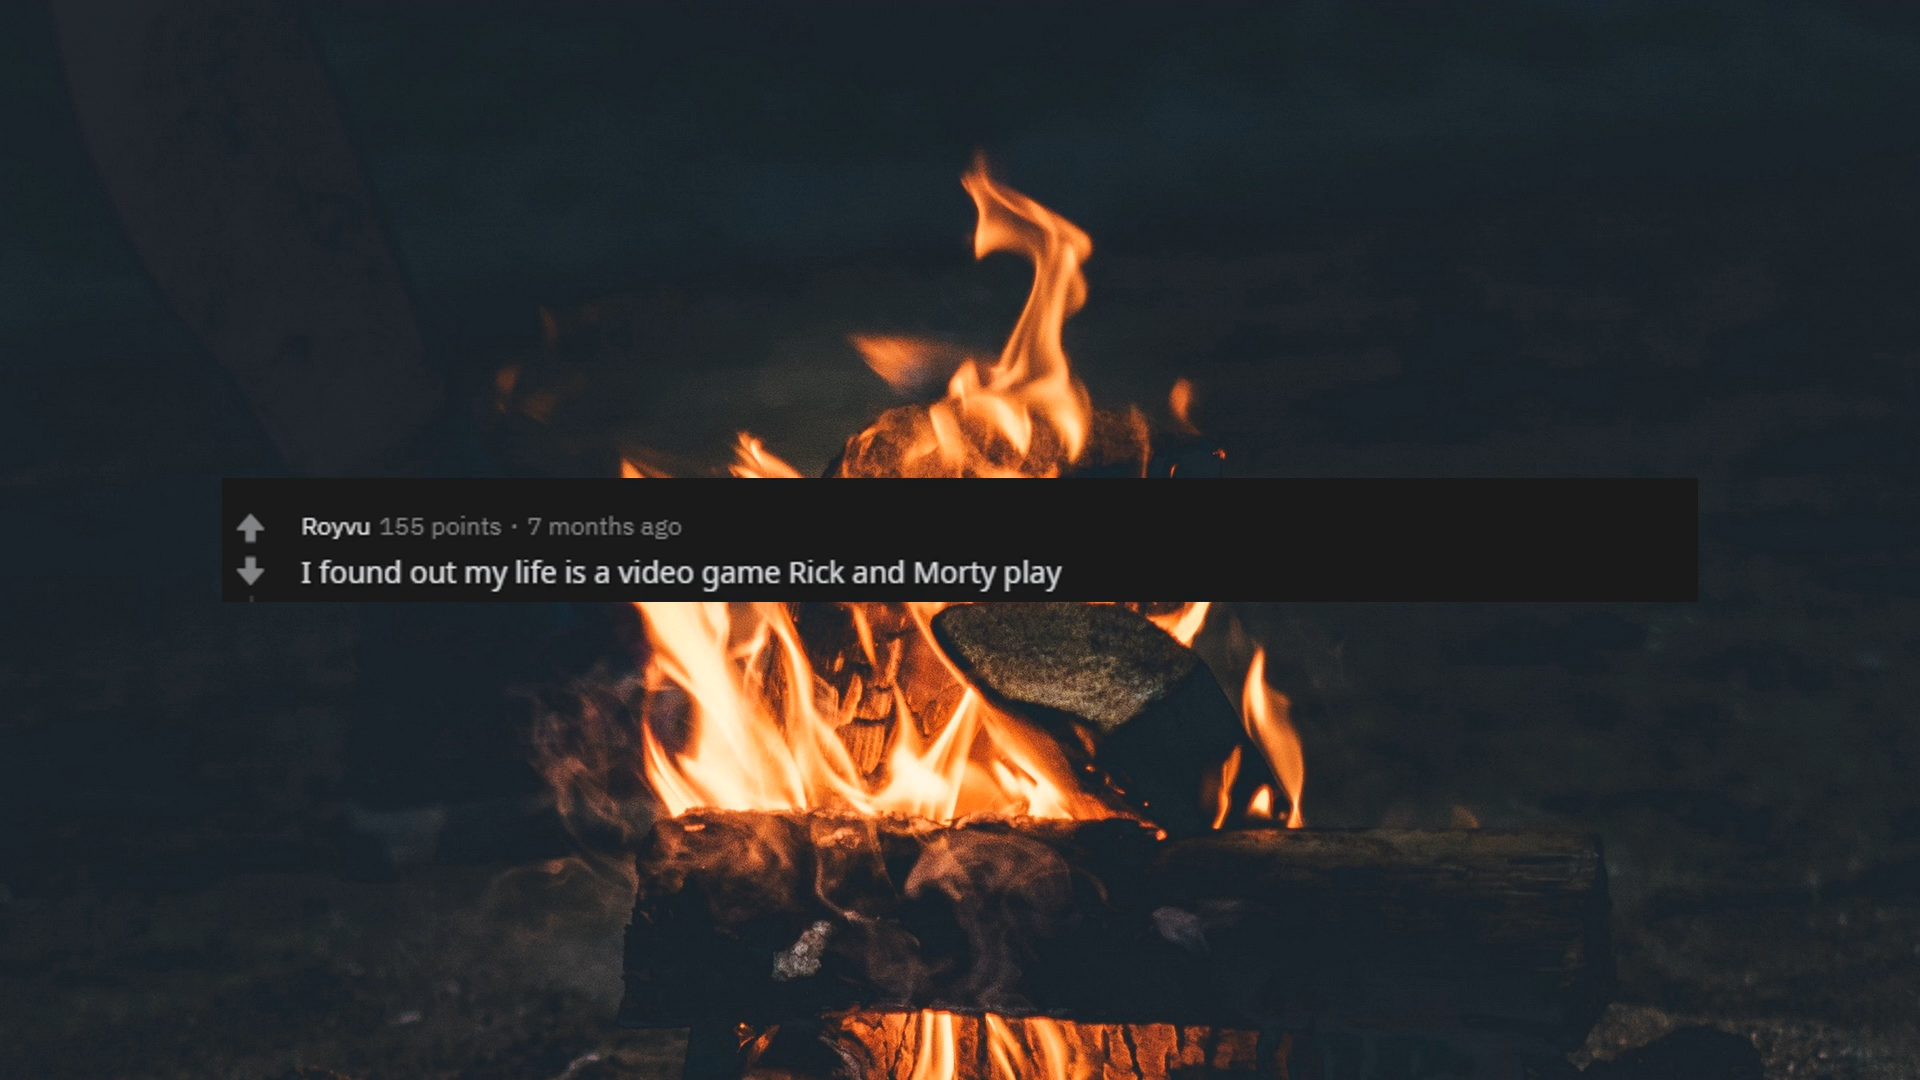 Royvu 155 points · 7 months ago
I found out my life is a video game Rick and Morty play